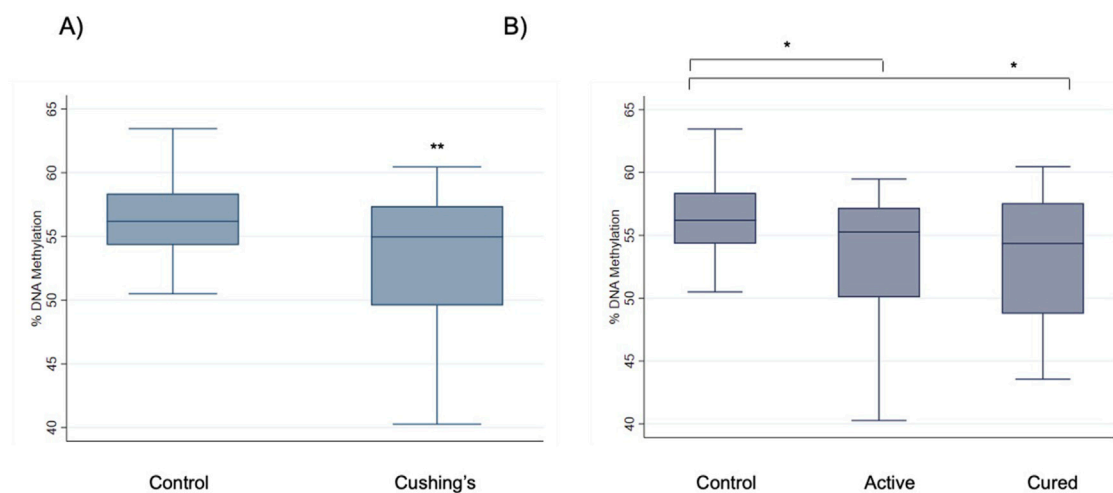 A)
B)
*
*
65
60
55
50
45
40
% DNA Methylation
**
Control
Cushing’s
65
60
55
50
45
40
% DNA Methylation
Control
Active
Cured